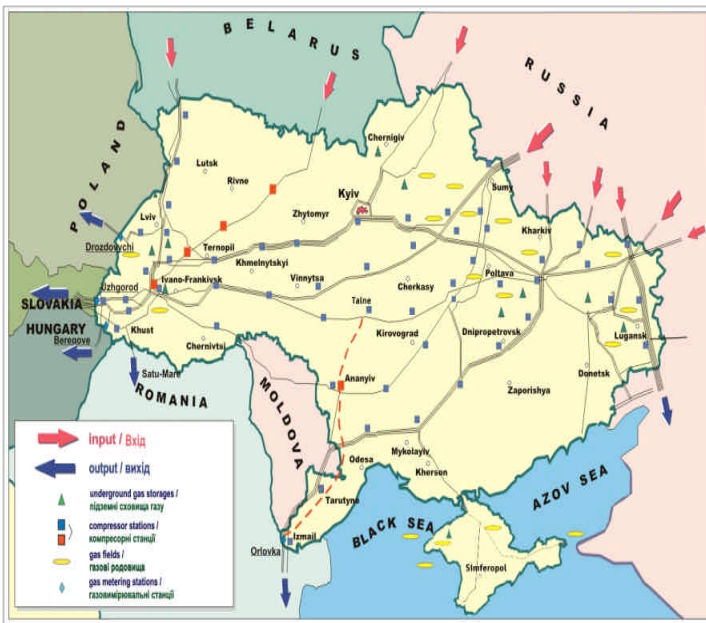 BELARUS
RUSSIA
POLAND
Chernigiv
Lutsk
Rivne
Kyiv
Sumy
Zhytomyr
Lviv
Kharkiv
Drozdovychi
Ternopil
Khmelnytskyi
Poltava
Ivano-Frankivsk
Vinnytsa
Cherkasy
Uzhgorod
SLOVAKIA
Talne
HUNGARY
Khust
Kirovograd
Dnipropetrovsk
Lugansk
Beregove
Chernivtsi
Donetsk
Satu-Mare
Ananyiv
Zaporishya
ROMANIA
MOLDOVA
Mykolayiv
Odesa
Kherson
AZOV SEA
Tarutyno
BLACK SEA
Izmail
Orlovka
Simferopol
input / Вхід
output / вихід
underground gas storages /
підземні сховища газу
compressor stations /
компресорні станції
gas fields /
газові родовища
gas metering stations /
газовимірювальні станції